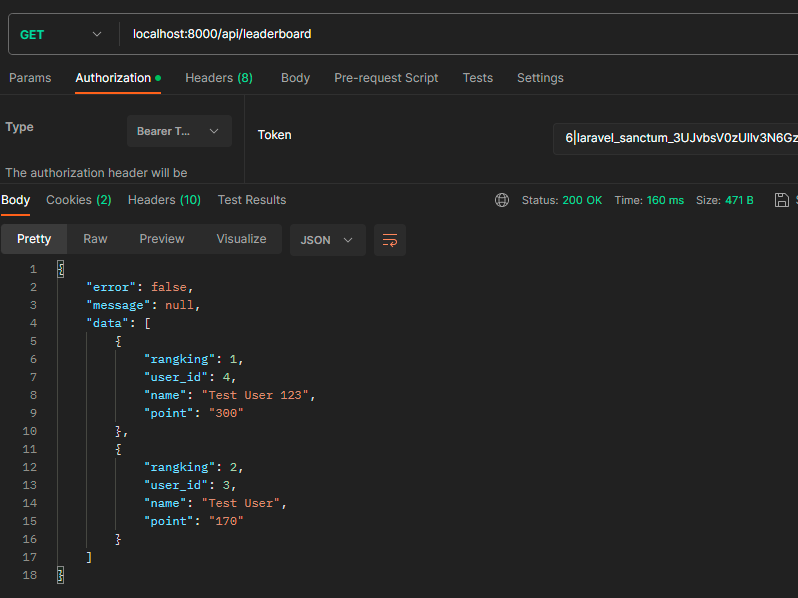 GET localhost:8000/api/leaderboard
Params Authorization Headers (8) Body Pre-request Script Tests Settings
Type Bearer T... Token 6|laravel_sanctum_3UJvbsV0zUllv3N6Gz
The authorization header will be
Body Cookies (2) Headers (10) Test Results Status: 200 OK Time: 160 ms Size: 471 B
Pretty Raw Preview Visualize JSON
1 {
2 "error": false,
3 "message": null,
4 "data": [
5 {
6 "rangking": 1,
7 "user_id": 4,
8 "name": "Test User 123",
9 "point": "300"
10 },
11 {
12 "rangking": 2,
13 "user_id": 3,
14 "name": "Test User",
15 "point": "170"
16 }
17 ]
18 }